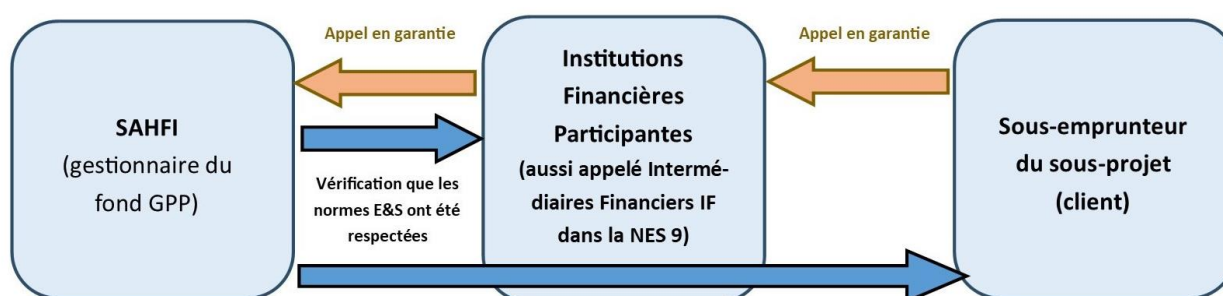 SAHFI
(gestionnaire du
fond GPP)
Appel en garantie
Vérification que les
normes E&S ont été
respectées
Institutions
Financières
Participantes
(aussi appelé Intermé-
diaires Financiers IF
dans la NES 9)
Appel en garantie
Sous-emprunteur
du sous-projet
(client)